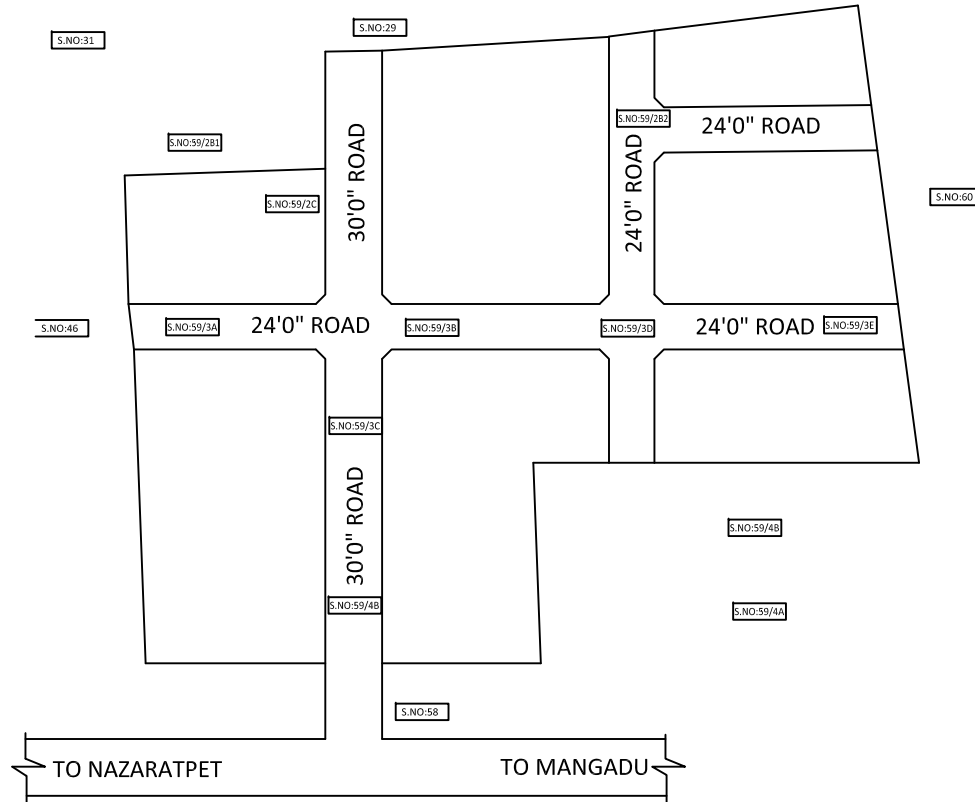 S.NO:29
S.NO:31
S.NO:59/2B2
24'0" ROAD
S.NO:59/2B1
30'0" ROAD
24'0" ROAD
S.NO:60
S.NO:59/2C
S.NO:46
S.NO:59/3A
24'0" ROAD
S.NO:59/3B
S.NO:59/3D
24'0" ROAD
S.NO:59/3E
S.NO:59/3C
30'0" ROAD
S.NO:59/4B
S.NO:59/4B
S.NO:59/4A
S.NO:58
TO NAZARATPET
TO MANGADU